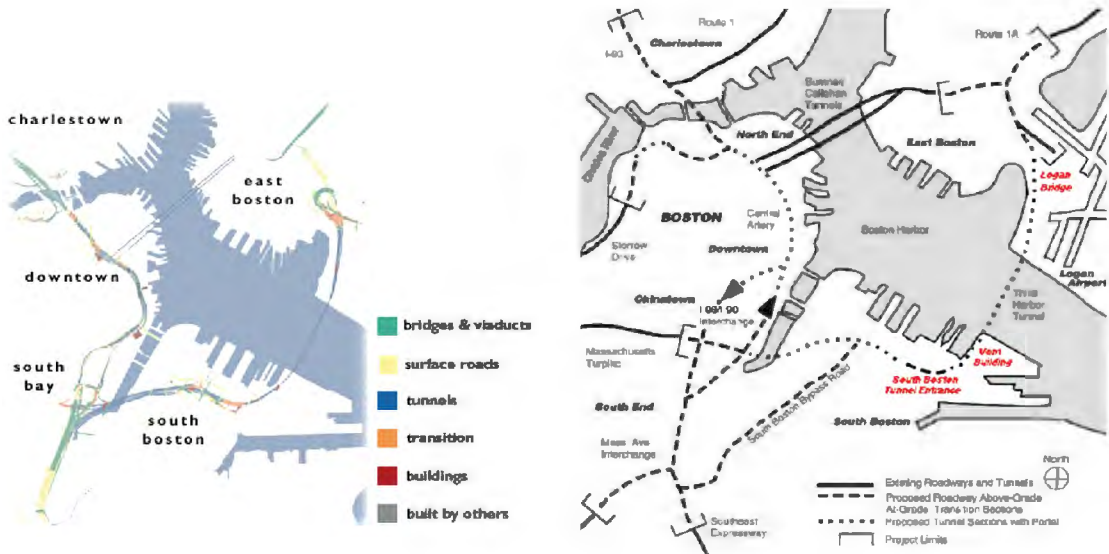 charlestown
east
boston
downtown
south
bay
south
boston
bridges & viaducts
surface roads
tunnels
transition
buildings
built by others
Route 1
I-93
Charlestown
Route 1A
Callahan
Tunnels
North End
East Boston
Logan
Bridge
BOSTON
Central
Artery
Boston Harbor
Storrow
Drive
Downtown
Logan
Airport
Chinatown
Interchange
Third
Harbor
Tunnel
Massachusetts
Vent
Building
South Boston
Tunnel Entrance
South End
South Boston Bypass Road
South Boston
Mass. Ave
Interchange
North
Existing Roadways and Tunnels
Proposed Roadway Above-Grade
At-Grade Transition Sections
Proposed Tunnel Sections with Portal
Project Limits
Southeast
Expressway